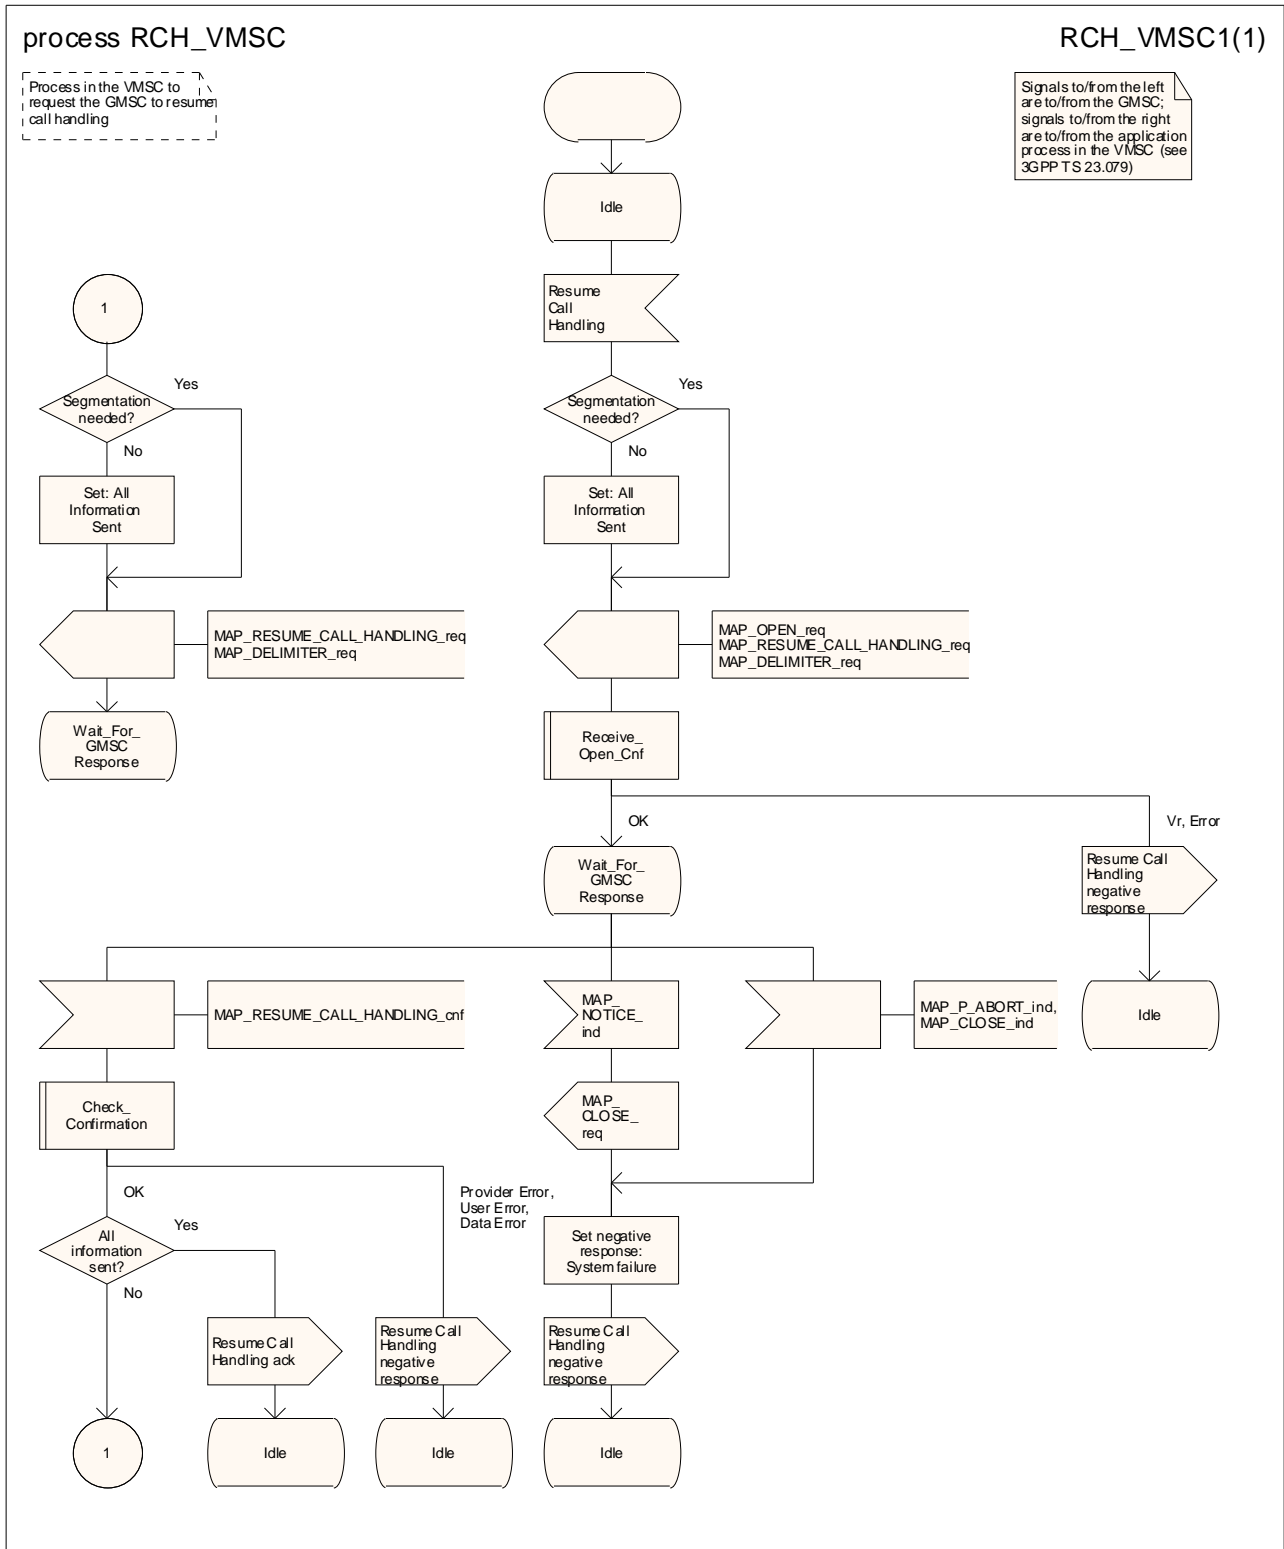 process RCH_VMSC
RCH_VMSC1(1)
Process in the VMSC to
request the GMSC to resume
call handling
Signals to/from the left
are to/from the GMSC;
signals to/from the right
are to/from the application
process in the VMSC (see
3GPP TS 23.079)
Idle
Resume
Call
Handling
1
Segmentation
needed?
Yes
No
Segmentation
needed?
Yes
No
Set: All
Information
Sent
Set: All
Information
Sent
MAP_RESUME_CALL_HANDLING_req
MAP_DELIMITER_req
MAP_OPEN_req
MAP_RESUME_CALL_HANDLING_req
MAP_DELIMITER_req
Wait_For_
GMSC
Response
Receive_
Open_Cnf
OK
Vr, Error
Wait_For_
GMSC
Response
Resume Call
Handling
negative
response
MAP_RESUME_CALL_HANDLING_cnf
MAP_
NOTICE_
ind
MAP_P_ABORT_ind,
MAP_CLOSE_ind
Idle
Check_
Confirmation
MAP_
CLOSE_
req
OK
Provider Error,
User Error,
Data Error
All
information
sent?
Yes
No
Set negative
response:
System failure
Resume Call
Handling ack
Resume Call
Handling
negative
response
Resume Call
Handling
negative
response
1
Idle
Idle
Idle